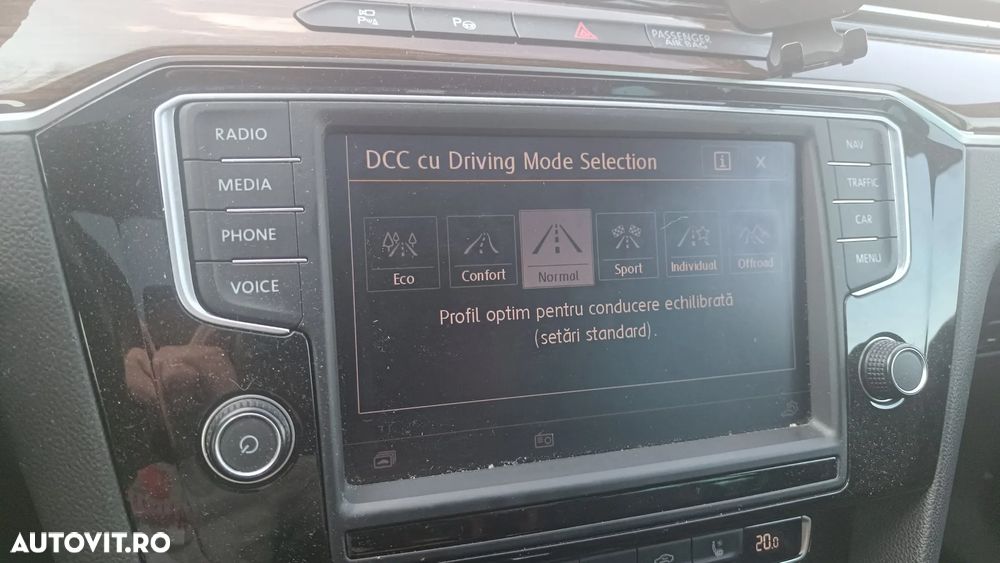 PASSENGER
AIR BAG
RADIO
MEDIA
PHONE
VOICE
DCC cu Driving Mode Selection
i X
Eco
Confort
Normal
Sport
Individual
Offroad
Profil optim pentru conducere echilibrată
(setări standard).
NAV
TRAFFIC
CAR
MENU
20.0
AUTOVIT.RO